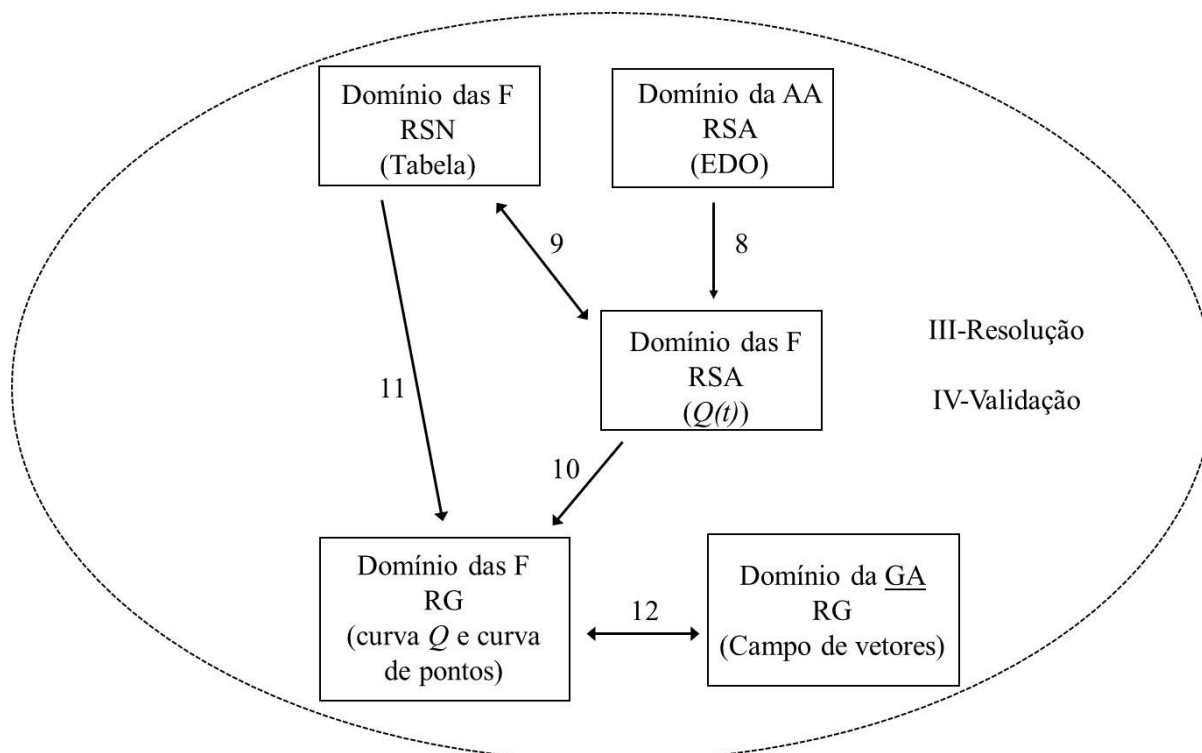 Domínio das F
RSN
(Tabela)
Domínio da AA
RSA
(EDO)
9
8
Domínio das F
RSA
(Q(t))
III-Resolução
IV-Validação
11
10
Domínio das F
RG
(curva Q e curva
de pontos)
12
Domínio da GA
RG
(Campo de vetores)